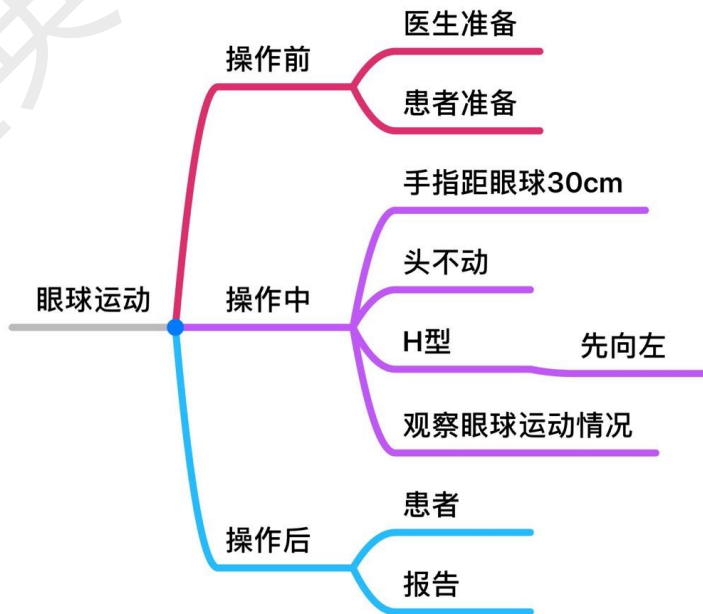 眼球运动
操作前
医生准备
患者准备
操作中
手指距眼球30cm
头不动
H型
先向左
观察眼球运动情况
操作后
患者
报告